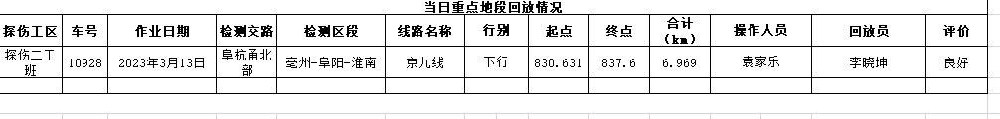 当日重点地段回放情况
探伤工区 车号 作业日期 检测交路 检测区段 线路名称 行别 起点 终点 合计（km） 操作人员 回放员 评价
探伤二工班 10928 2023年3月13日 阜杭甬北部 亳州-阜阳-淮南 京九线 下行 830.631 837.6 6.969 袁家乐 李晓坤 良好